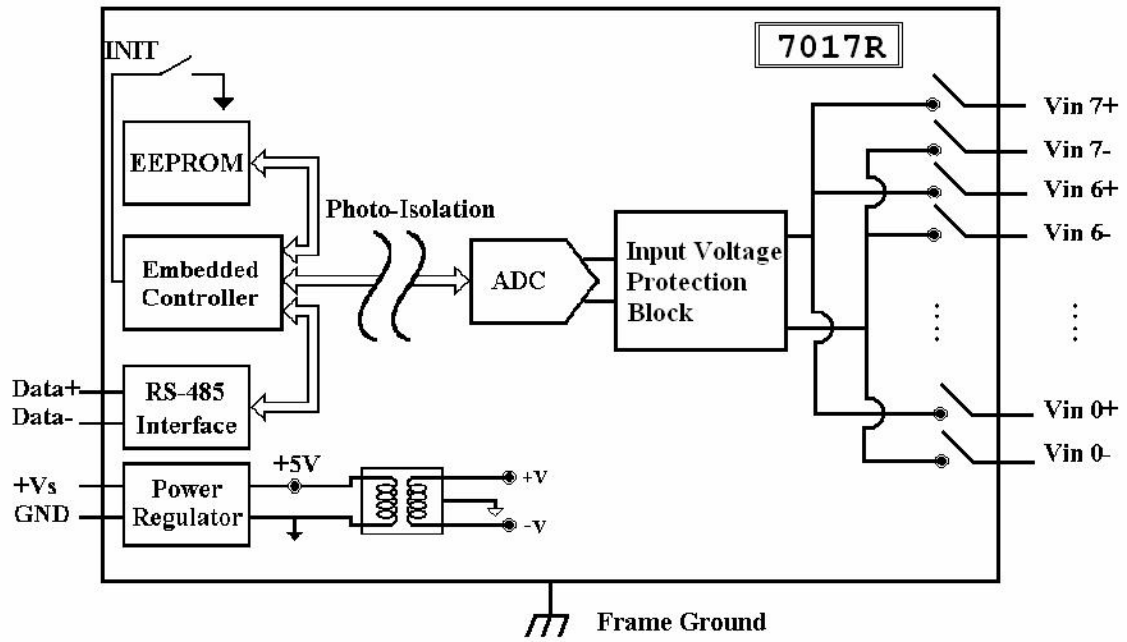 7017R
INIT
EEPROM
Photo-Isolation
Embedded
Controller
ADC
Input Voltage
Protection
Block
Vin 7+
Vin 7-
Vin 6+
Vin 6-
Data+
Data-
RS-485
Interface
Vin 0+
Vin 0-
+Vs
GND
Power
Regulator
+5V
+V
-V
Frame Ground